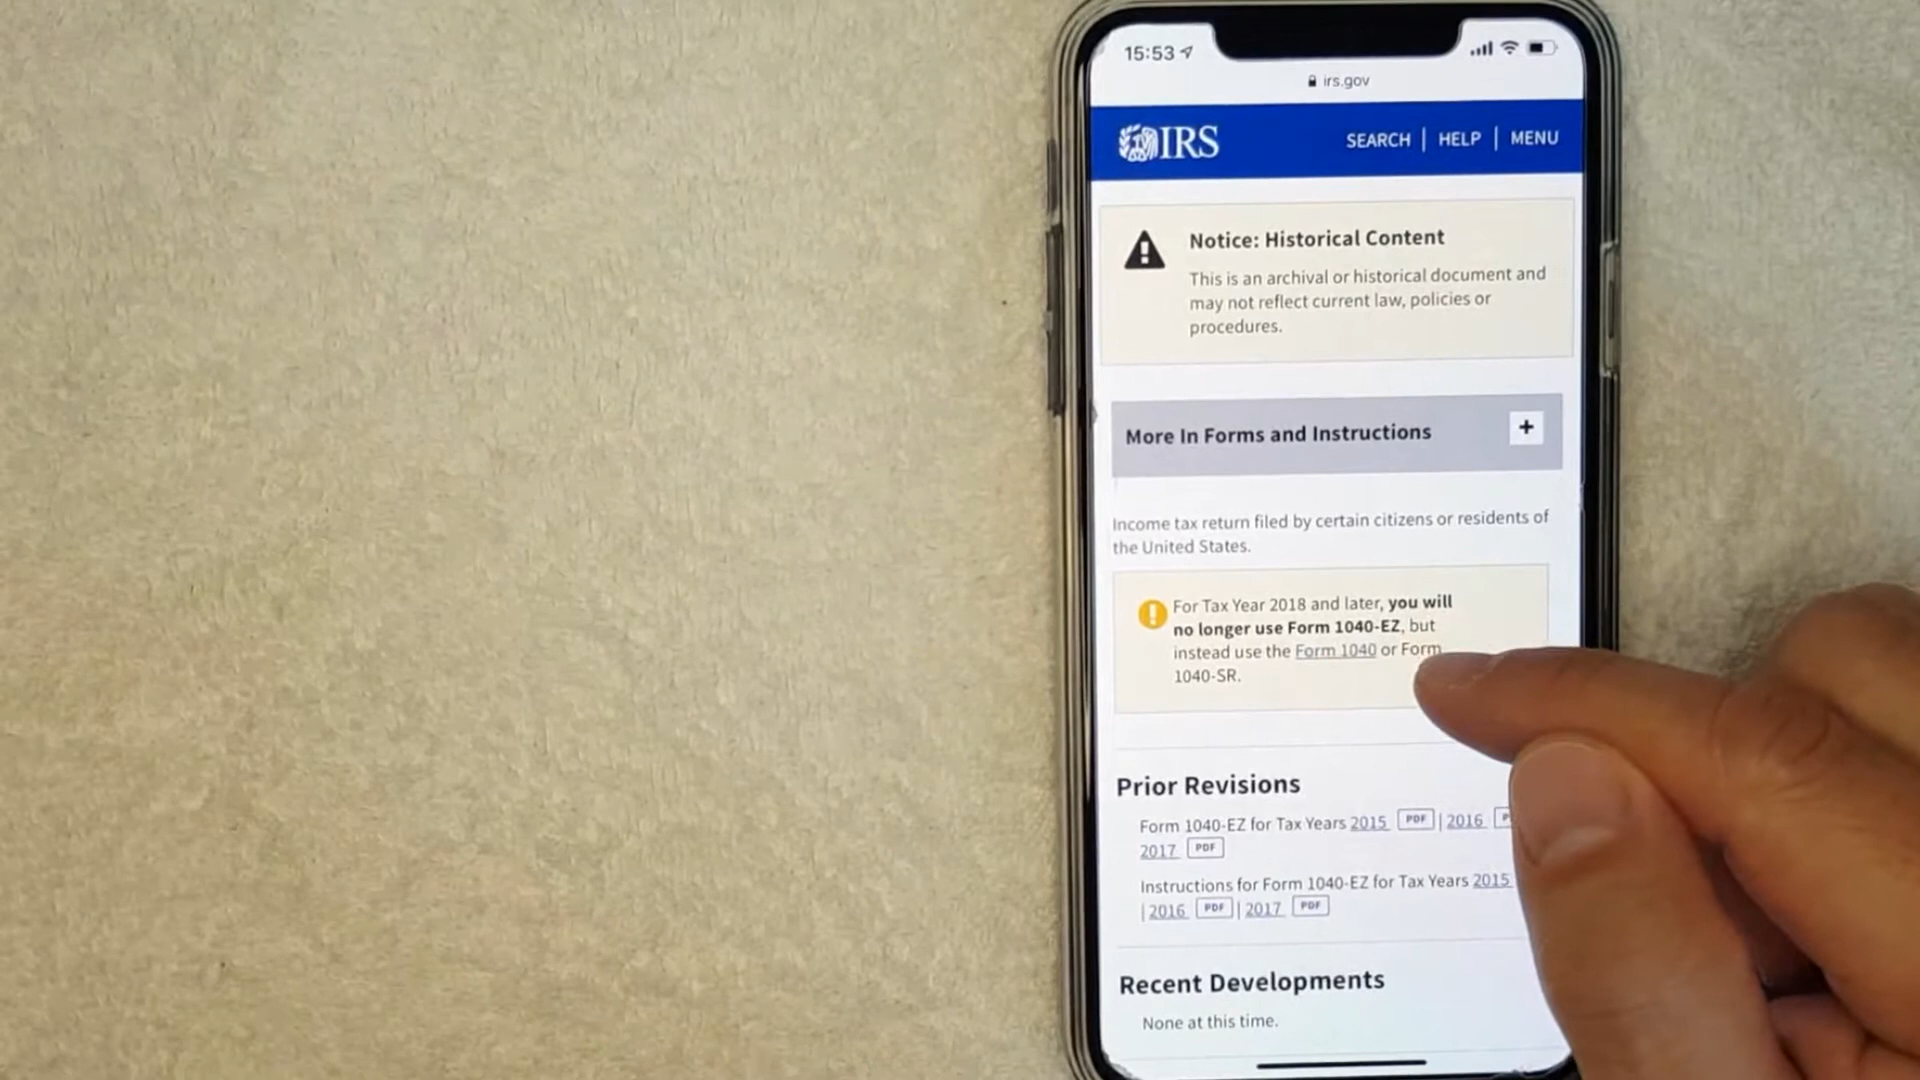 15:53
irs.gov
IRS SEARCH | HELP | MENU
Notice: Historical Content
This is an archival or historical document and
may not reflect current law, policies or
procedures.
More In Forms and Instructions +
Income tax return filed by certain citizens or residents of
the United States.
For Tax Year 2018 and later, you will
no longer use Form 1040-EZ, but
instead use the Form 1040 or Form
1040-SR.
Prior Revisions
Form 1040-EZ for Tax Years 2015 PDF | 2016
2017 PDF
Instructions for Form 1040-EZ for Tax Years 2015
| 2016 PDF | 2017 PDF
Recent Developments
None at this time.